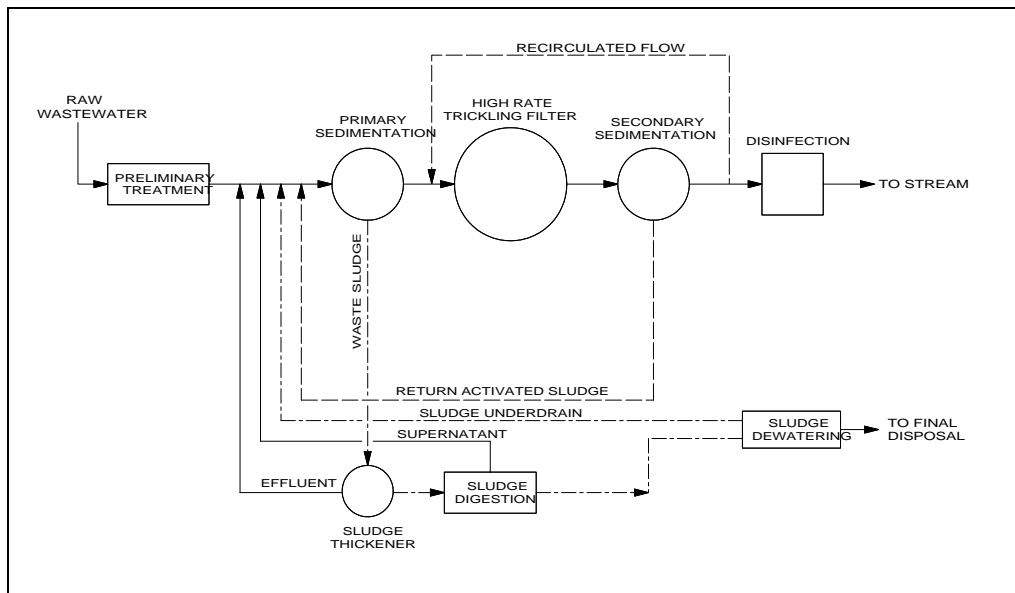 RECIRCULATED FLOW
RAW
WASTEWATER
PRIMARY
SEDIMENTATION
HIGH RATE
TRICKLING FILTER
SECONDARY
SEDIMENTATION
DISINFECTION
PRELIMINARY
TREATMENT
TO STREAM
WASTE SLUDGE
RETURN ACTIVATED SLUDGE
SLUDGE UNDERDRAIN
SUPERNATANT
SLUDGE
DEWATERING
TO FINAL
DISPOSAL
EFFLUENT
SLUDGE
DIGESTION
SLUDGE
THICKENER